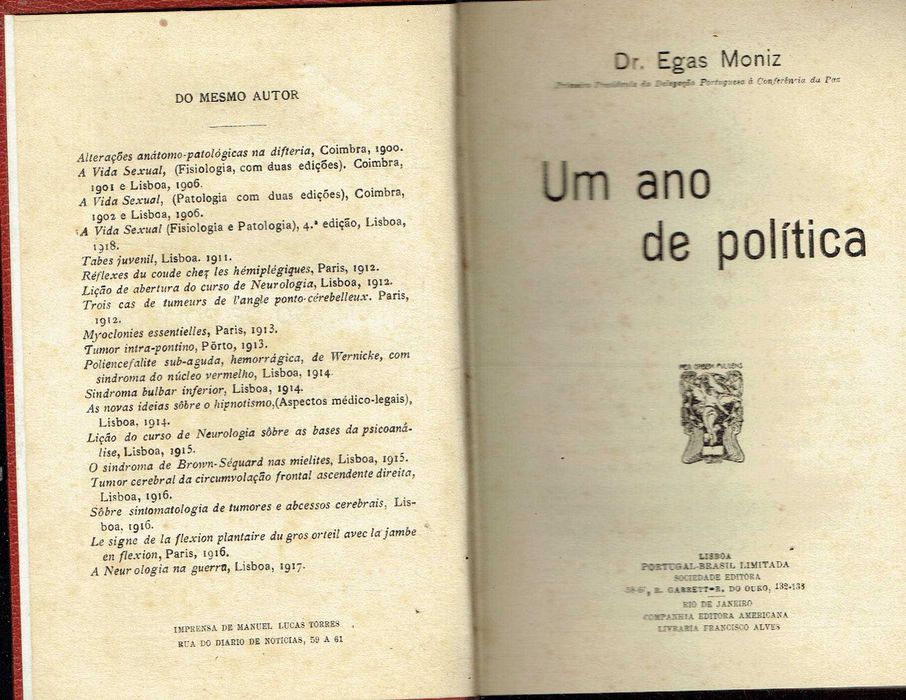 DO MESMO AUTOR
Alterações anátomo-patológicas na difteria, Coimbra, 1900.
A Vida Sexual, (Fisiologia, com duas edições). Coimbra,
1901 e Lisboa, 1906.
A Vida Sexual, (Patologia com duas edições), Coimbra,
1902 e Lisboa, 1906.
A Vida Sexual (Fisiologia e Patologia), 4.ª edição, Lisboa,
1918.
Tabes juvenil, Lisboa. 1911.
Réflexes du coude chez les hémiplégiques, Paris, 1912.
Lição de abertura do curso de Neurologia, Lisboa, 1912.
Trois cas de tumeurs de l'angle ponto-cérebelleux. Paris,
1912.
Myoclonies essentielles, Paris, 1913.
Tumor intra-pontino, Pôrto, 1913.
Poliencefalite sub-aguda, hemorrágica, de Wernicke, com
sindroma do núcleo vermelho, Lisboa, 1914.
Sindroma bulbar inferior, Lisboa, 1914.
As novas ideias sôbre o hipnotismo,(Aspectos médico-legais),
Lisboa, 1914.
Lição do curso de Neurologia sôbre as bases da psicoaná-
lise, Lisboa, 1915.
O sindroma de Brown-Séquard nas mielites, Lisboa, 1915.
Tumor cerebral da circumvolação frontal ascendente direita,
Lisboa, 1916.
Sôbre sintomatologia de tumores e abcessos cerebrais, Lis-
boa, 1916.
Le signe de la flexion plantaire du gros orteil avec la jambe
en flexion, Paris, 1916.
A Neurologia na guerra, Lisboa, 1917.
IMPRENSA DE MANUEL LUCAS TORRES
RUA DO DIARIO DE NOTICIAS, 59 A 61
Dr. Egas Moniz
Primeiro Presidente da Delegação Portuguesa à Conferência da Paz
Um ano
de política
PER ORBEM FULGENS
LISBOA
PORTUGAL-BRASIL LIMITADA
SOCIEDADE EDITORA
R. GARRETT—R. DO OURO, 132-138
RIO DE JANEIRO
COMPANHIA EDITORA AMERICANA
LIVRARIA FRANCISCO ALVES